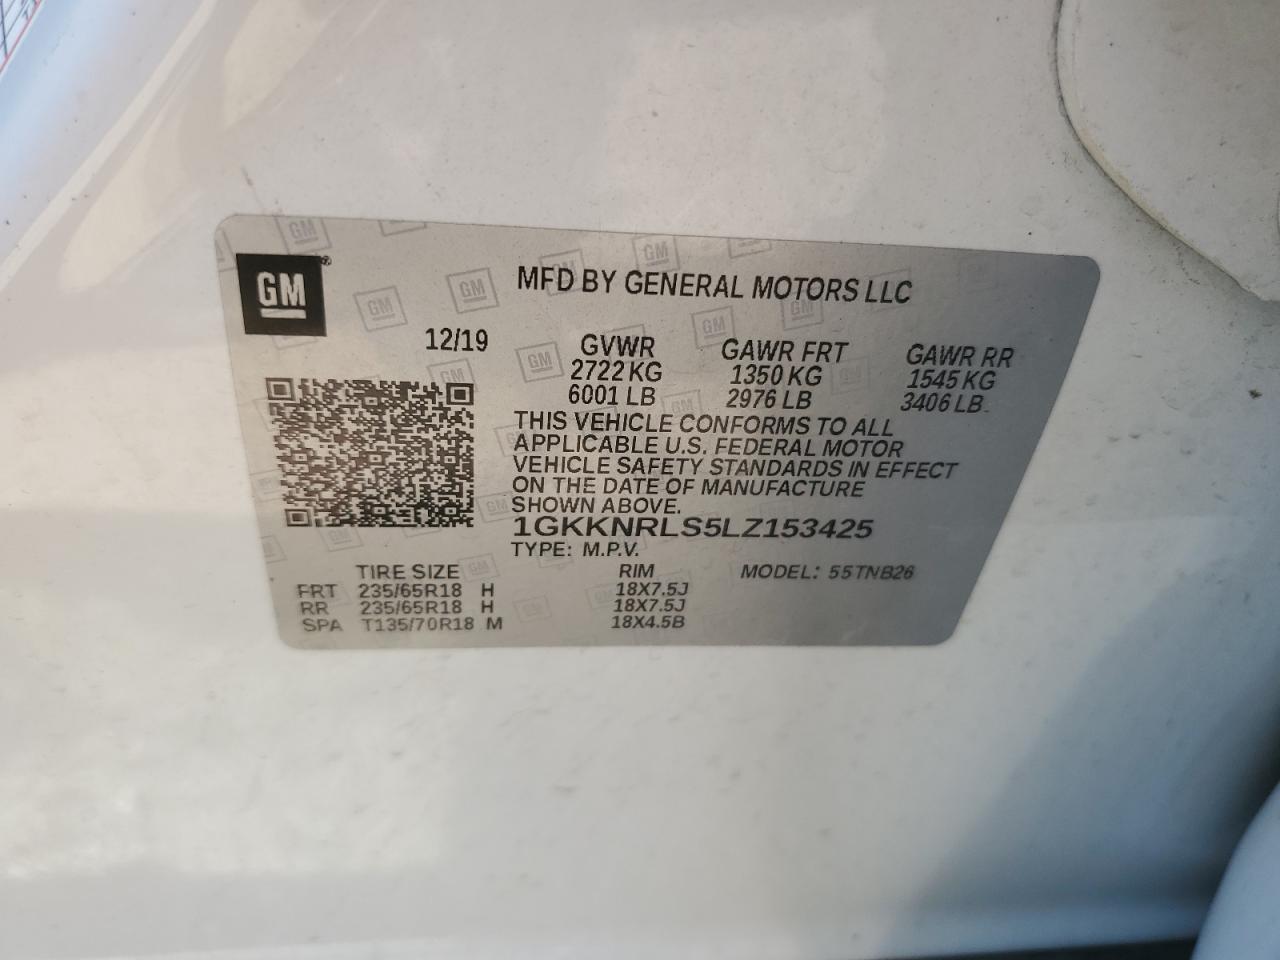 GM®
MFD BY GENERAL MOTORS LLC
12/19
GVWR GAWR FRT GAWR RR
2722 KG 1350 KG 1545 KG
6001 LB 2976 LB 3406 LB
THIS VEHICLE CONFORMS TO ALL
APPLICABLE U.S. FEDERAL MOTOR
VEHICLE SAFETY STANDARDS IN EFFECT
ON THE DATE OF MANUFACTURE
SHOWN ABOVE.
1GKKNRLS5LZ153425
TYPE: M.P.V.
TIRE SIZE RIM MODEL: 55TNB26
FRT 235/65R18 H 18X7.5J
RR 235/65R18 H 18X7.5J
SPA T135/70R18 M 18X4.5B